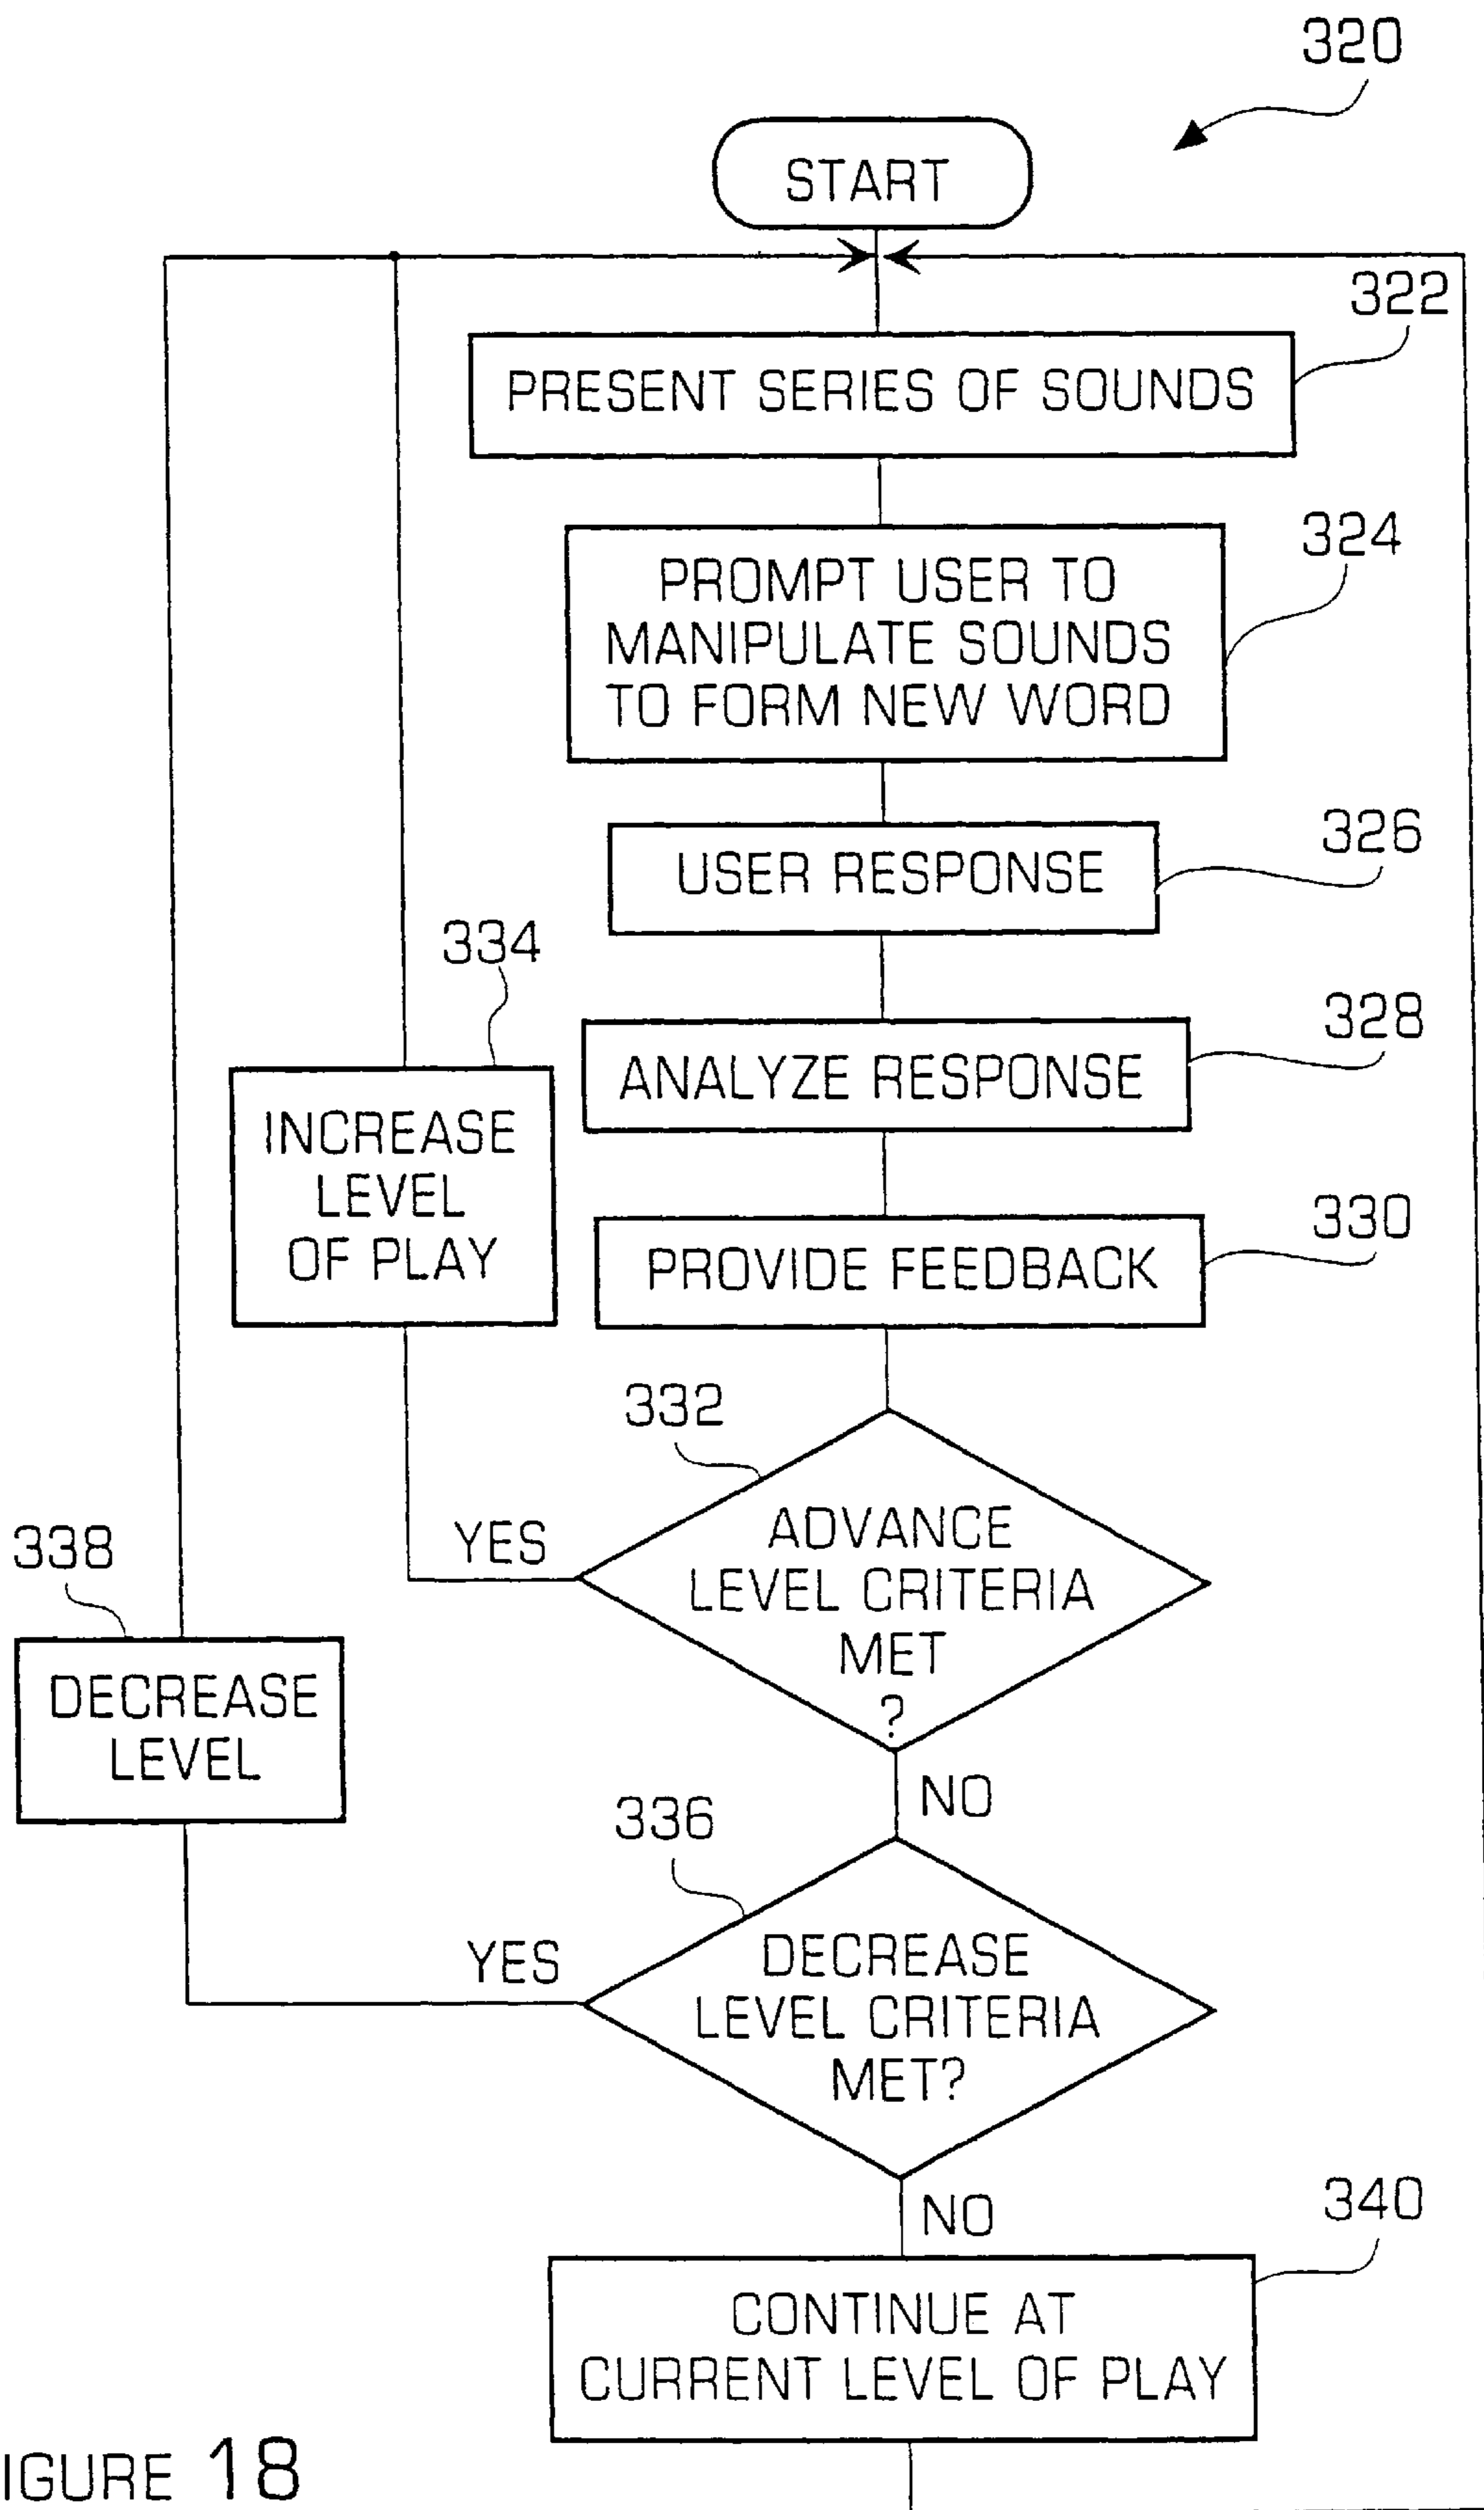 320
START
322
PRESENT SERIES OF SOUNDS
324
PROMPT USER TO
MANIPULATE SOUNDS
TO FORM NEW WORD
326
USER RESPONSE
334
328
ANALYZE RESPONSE
INCREASE
LEVEL
OF PLAY
330
PROVIDE FEEDBACK
332
YES
ADVANCE
LEVEL CRITERIA
MET
?
338
DECREASE
LEVEL
NO
336
YES
DECREASE
LEVEL CRITERIA
MET?
NO
340
CONTINUE AT
CURRENT LEVEL OF PLAY
IGURE 18